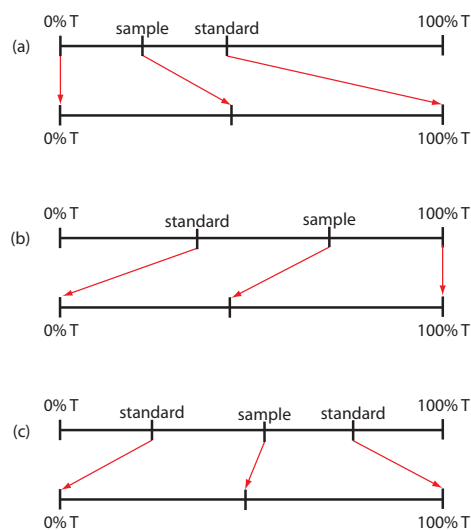 0% T sample standard 100% T
(a)
0% T 100% T
0% T standard sample 100% T
(b)
0% T 100% T
0% T standard sample standard 100% T
(c)
0% T 100% T